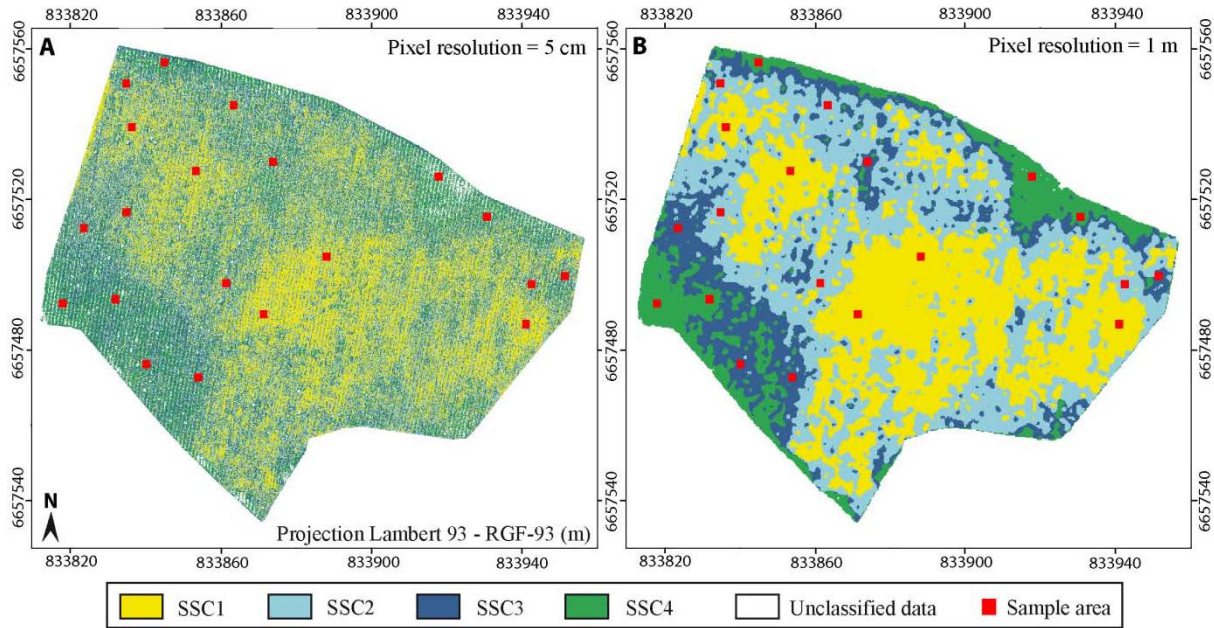 833820 833860 833900 833940 833820 833860 833900 833940
A Pixel resolution = 5 cm B Pixel resolution = 1 m
6657560 6657560
6657520 6657520
6657480 6657480
6657540 6657540
N
Projection Lambert 93 - RGF-93 (m)
833820 833860 833900 833940 833820 833860 833900 833940
SSC1 SSC2 SSC3 SSC4 Unclassified data Sample area